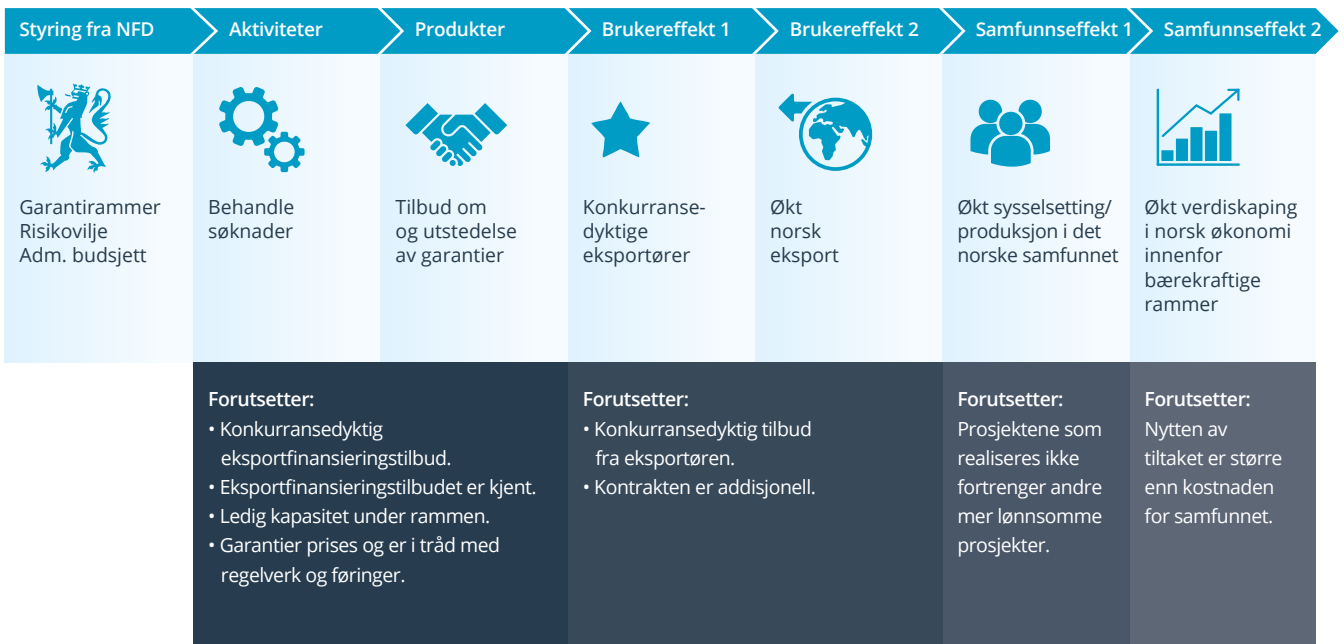 Styring fra NFD
Aktiviteter
Produkter
Brukereffekt 1
Brukereffekt 2
Samfunnseffekt 1
Samfunnseffekt 2
Garantirammer
Risikovilje
Adm. budsjett
Behandle
søknader
Tilbud om
og utstedelse
av garantier
Konkurranse-
dyktige
eksportører
Økt
norsk
eksport
Økt sysselsetting/
produksjon i det
norske samfunnet
Økt verdiskaping
i norsk økonomi
innenfor
bærekraftige
rammer
Forutsetter:
• Konkurransedyktig
eksportfinansieringstilbud.
• Eksportfinansieringstilbudet er kjent.
• Ledig kapasitet under rammen.
• Garantier prises og er i tråd med
regelverk og føringer.
Forutsetter:
• Konkurransedyktig tilbud
fra eksportøren.
• Kontrakten er addisjonell.
Forutsetter:
Prosjektene som
realiseres ikke
fortrenger andre
mer lønnsomme
prosjekter.
Forutsetter:
Nytten av
tiltaket er større
enn kostnaden
for samfunnet.